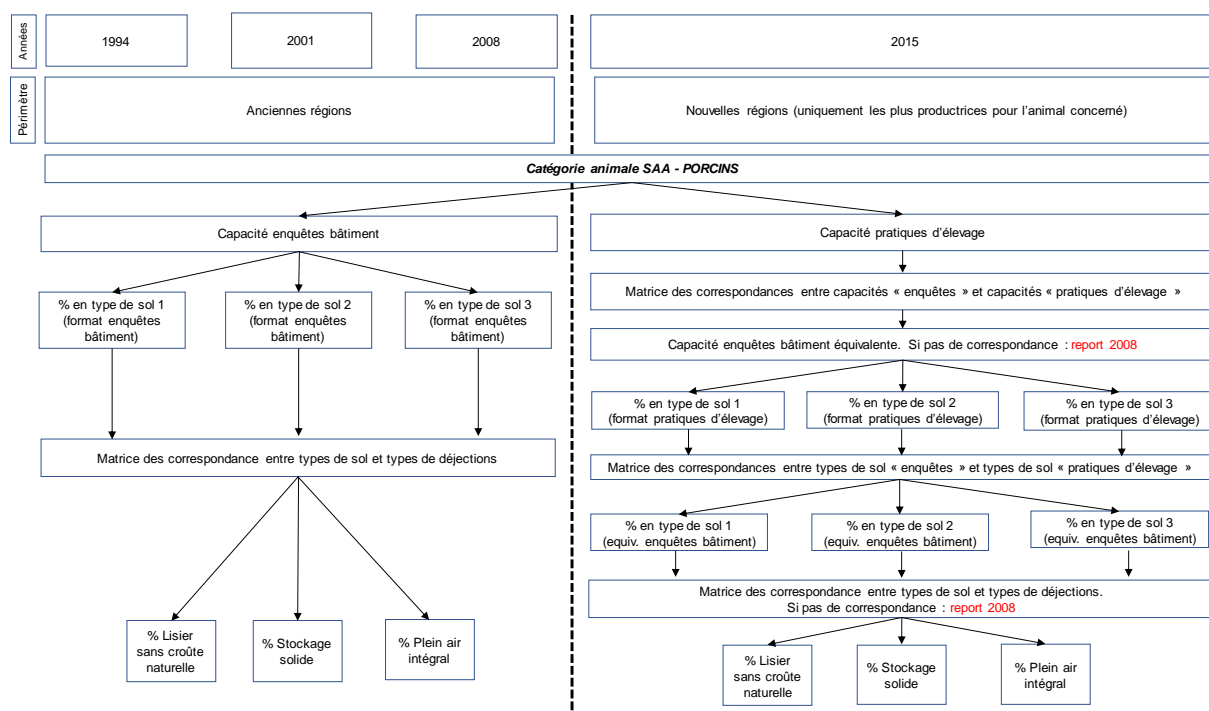 Années
1994
2001
2008
2015
Périmètre
Anciennes régions
Nouvelles régions (uniquement les plus productrices pour l'animal concerné)
Catégorie animale SAA - PORCINS
Capacité enquêtes bâtiment
% en type de sol 1
(format enquêtes
bâtiment)
% en type de sol 2
(format enquêtes
bâtiment)
% en type de sol 3
(format enquêtes
bâtiment)
Matrice des correspondance entre types de sol et types de déjections
% Lisier
sans croûte
naturelle
% Stockage
solide
% Plein air
intégral
Capacité pratiques d'élevage
Matrice des correspondances entre capacités « enquêtes » et capacités « pratiques d'élevage »
Capacité enquêtes bâtiment équivalente. Si pas de correspondance : report 2008
% en type de sol 1
(format pratiques d'élevage)
% en type de sol 2
(format pratiques d'élevage)
% en type de sol 3
(format pratiques d'élevage)
Matrice des correspondances entre types de sol « enquêtes » et types de sol « pratiques d'élevage »
% en type de sol 1
(equiv. enquêtes bâtiment)
% en type de sol 2
(equiv. enquêtes bâtiment)
% en type de sol 3
(equiv. enquêtes bâtiment)
Matrice des correspondance entre types de sol et types de déjections.
Si pas de correspondance : report 2008
% Lisier
sans croûte
naturelle
% Stockage
solide
% Plein air
intégral